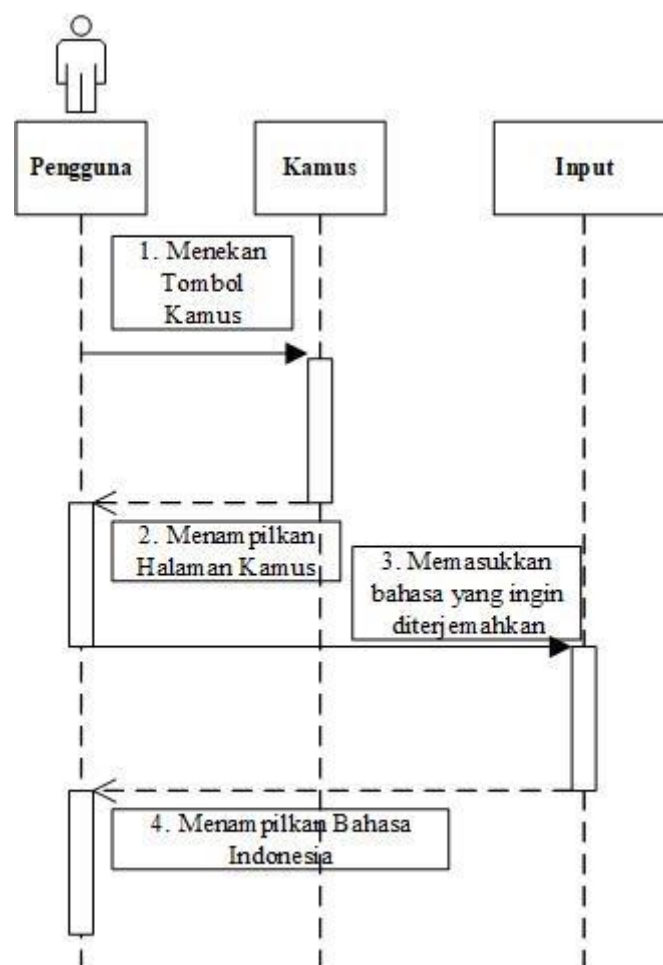 Pengguna
Kamus
Input
1. Menekan
Tombol
Kamus
2. Menampilkan
Halaman Kamus
3. Memasukkan
bahasa yang ingin
diterjemahkan
4. Menampilkan Bahasa
Indonesia